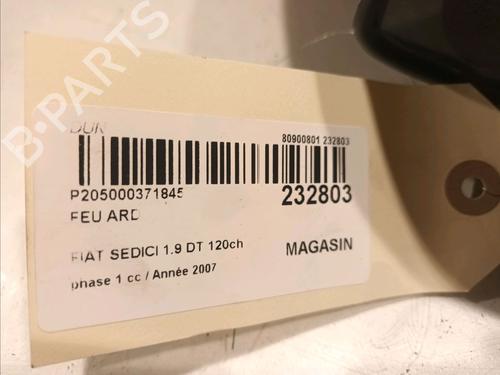 B-PARTS
DUN
80900801 232803
P205000371845
232803
FEU ARD
FIAT SEDICI 1.9 DT 120ch
MAGASIN
phase 1 cc / Année 2007